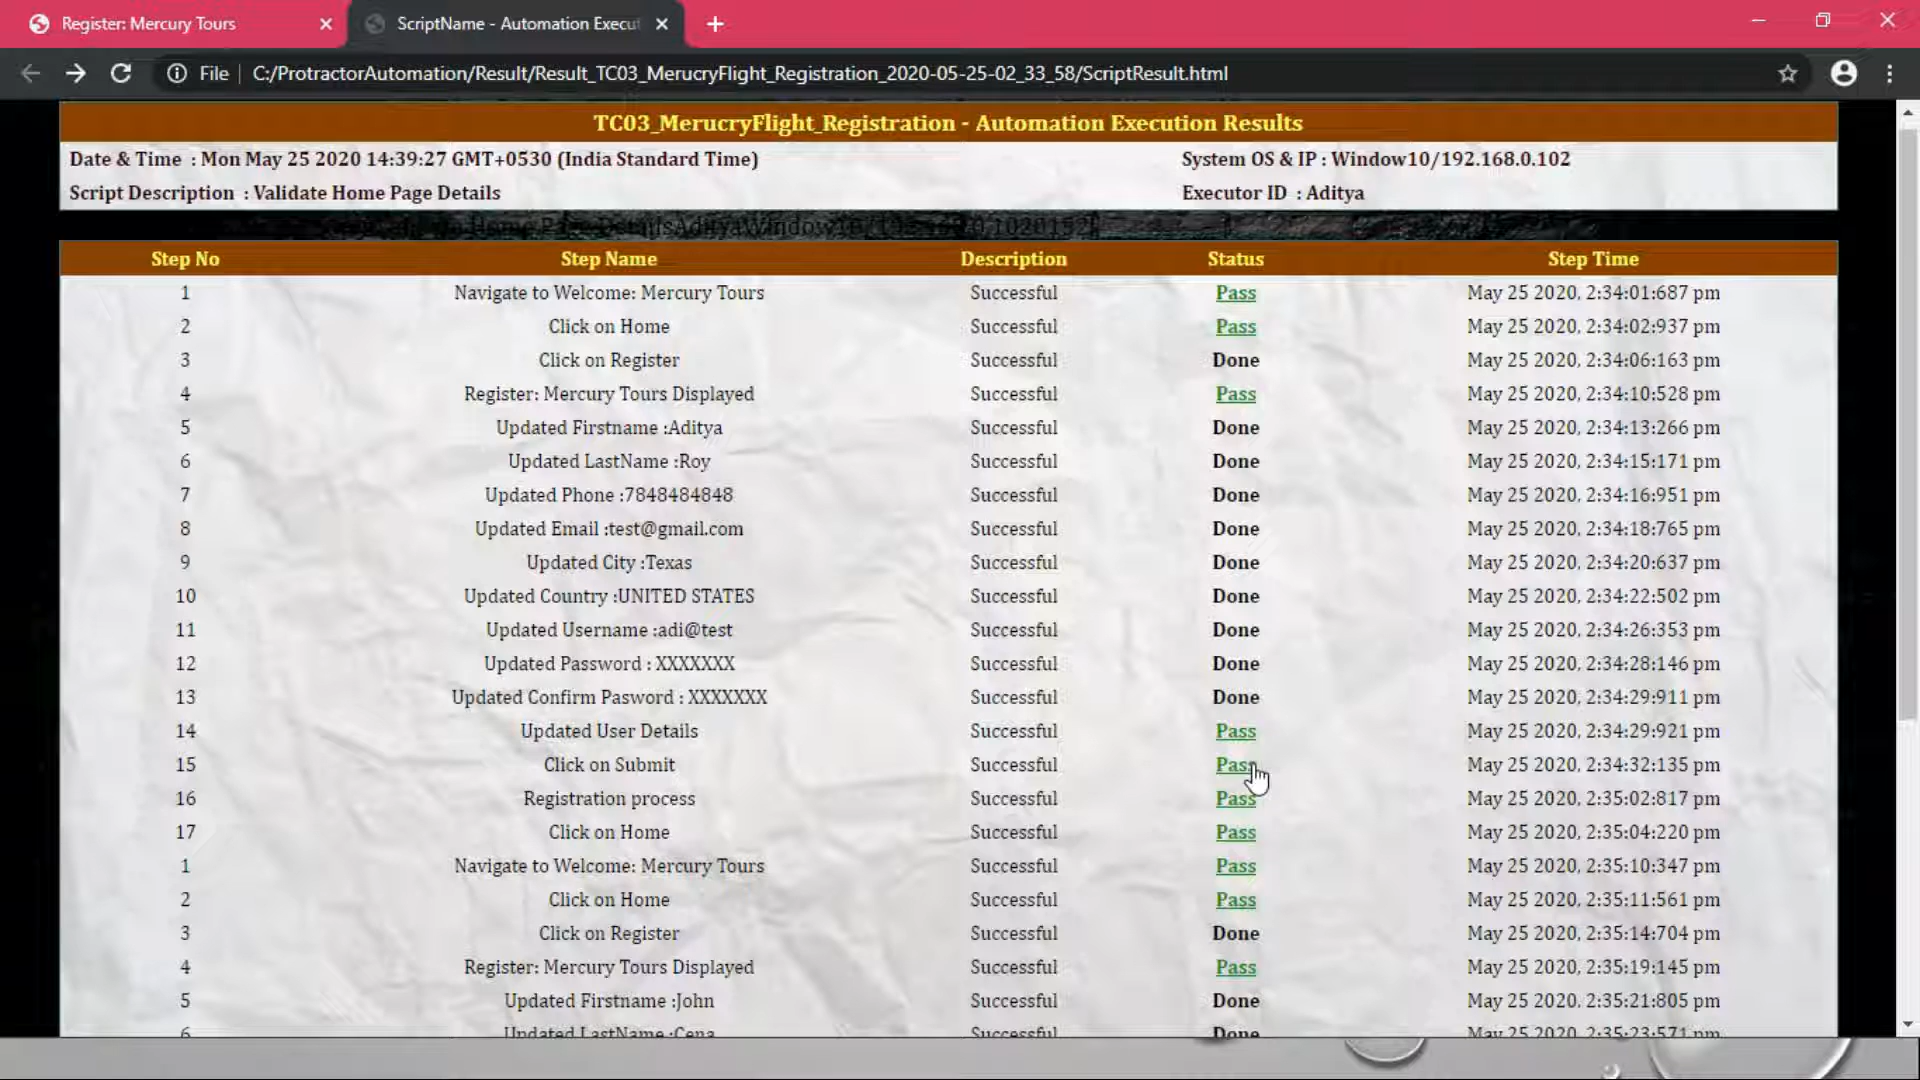 Register: Mercury Tours
ScriptName - Automation Execu
File
C:/ProtractorAutomation/Result/Result_TC03_MerucryFlight_Registration_2020-05-25-02_33_58/ScriptResult.html
TC03_MerucryFlight_Registration - Automation Execution Results
Date & Time : Mon May 25 2020 14:39:27 GMT+0530 (India Standard Time) System OS & IP : Window10/192.168.0.102
Script Description : Validate Home Page Details Executor ID : Aditya
Step No Step Name Description Status Step Time
1 Navigate to Welcome: Mercury Tours Successful Pass May 25 2020, 2:34:01:687 pm
2 Click on Home Successful Pass May 25 2020, 2:34:02:937 pm
3 Click on Register Successful Done May 25 2020, 2:34:06:163 pm
4 Register: Mercury Tours Displayed Successful Pass May 25 2020, 2:34:10:528 pm
5 Updated Firstname :Aditya Successful Done May 25 2020, 2:34:13:266 pm
6 Updated LastName :Roy Successful Done May 25 2020, 2:34:15:171 pm
7 Updated Phone :7848484848 Successful Done May 25 2020, 2:34:16:951 pm
8 Updated Email :test@gmail.com Successful Done May 25 2020, 2:34:18:765 pm
9 Updated City :Texas Successful Done May 25 2020, 2:34:20:637 pm
10 Updated Country :UNITED STATES Successful Done May 25 2020, 2:34:22:502 pm
11 Updated Username :adi@test Successful Done May 25 2020, 2:34:26:353 pm
12 Updated Password : XXXXXXX Successful Done May 25 2020, 2:34:28:146 pm
13 Updated Confirm Pasword : XXXXXXX Successful Done May 25 2020, 2:34:29:911 pm
14 Updated User Details Successful Pass May 25 2020, 2:34:29:921 pm
15 Click on Submit Successful Pass May 25 2020, 2:34:32:135 pm
16 Registration process Successful Pass May 25 2020, 2:35:02:817 pm
17 Click on Home Successful Pass May 25 2020, 2:35:04:220 pm
1 Navigate to Welcome: Mercury Tours Successful Pass May 25 2020, 2:35:10:347 pm
2 Click on Home Successful Pass May 25 2020, 2:35:11:561 pm
3 Click on Register Successful Done May 25 2020, 2:35:14:704 pm
4 Register: Mercury Tours Displayed Successful Pass May 25 2020, 2:35:19:145 pm
5 Updated Firstname :John Successful Done May 25 2020, 2:35:21:805 pm
6 Updated LastName :Cena Successful Done May 25 2020, 2:35:23:571 pm